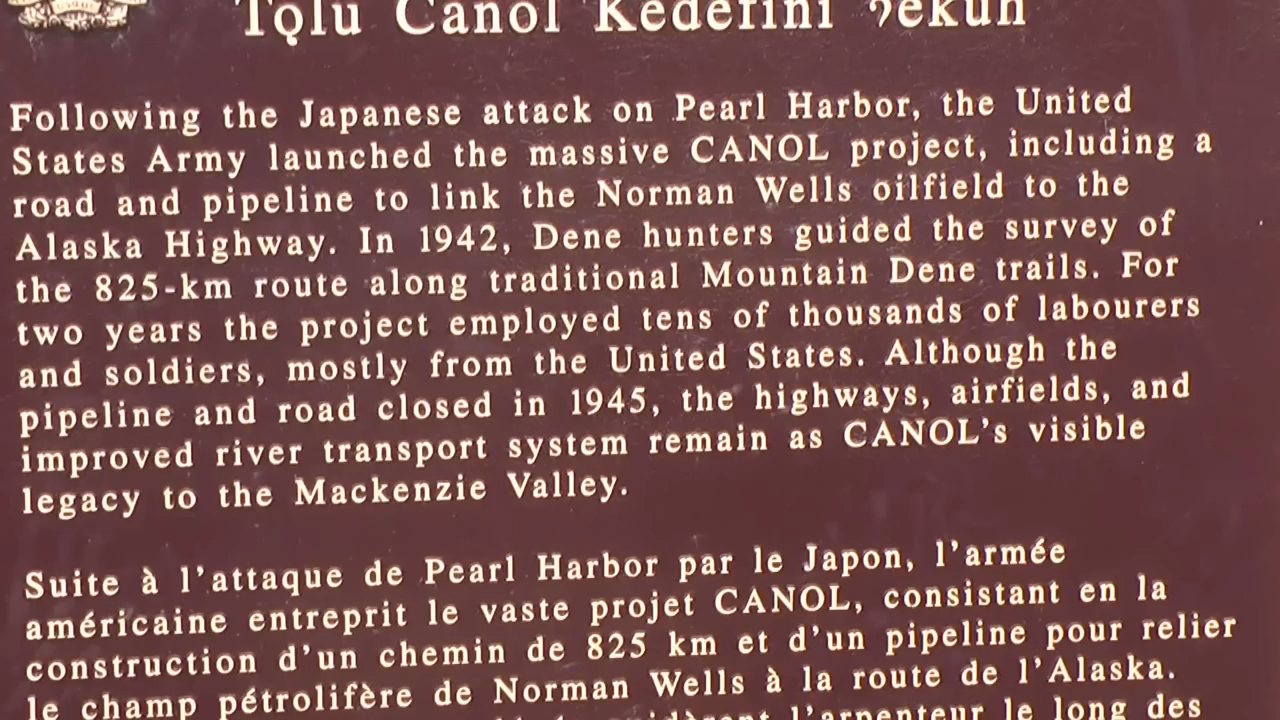 Tǫlu Canol Kedefini ʔekuh
Following the Japanese attack on Pearl Harbor, the United
States Army launched the massive CANOL project, including a
road and pipeline to link the Norman Wells oilfield to the
Alaska Highway. In 1942, Dene hunters guided the survey of
the 825-km route along traditional Mountain Dene trails. For
two years the project employed tens of thousands of labourers
and soldiers, mostly from the United States. Although the
pipeline and road closed in 1945, the highways, airfields, and
improved river transport system remain as CANOL's visible
legacy to the Mackenzie Valley.
Suite à l'attaque de Pearl Harbor par le Japon, l'armée
américaine entreprit le vaste projet CANOL, consistant en la
construction d'un chemin de 825 km et d'un pipeline pour relier
le champ pétrolifère de Norman Wells à la route de l'Alaska.
l'arpenteur le long des